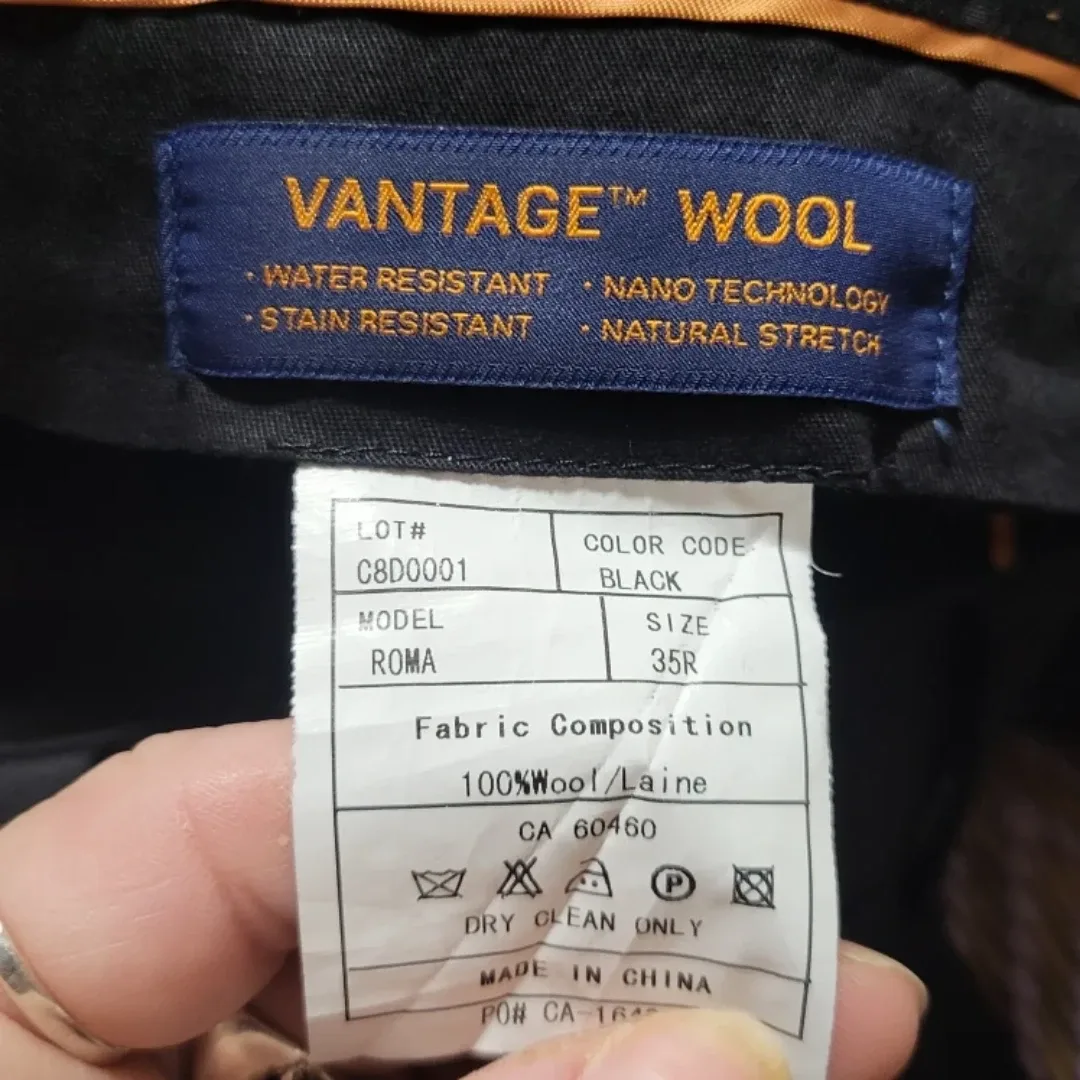 VANTAGE™ WOOL
· WATER RESISTANT · NANO TECHNOLOGY
· STAIN RESISTANT · NATURAL STRETCH
LOT# COLOR CODE
C8D0001 BLACK
MODEL SIZE
ROMA 35R
Fabric Composition
100%Wool/Laine
CA 60460
P
DRY CLEAN ONLY
MADE IN CHINA
PO#